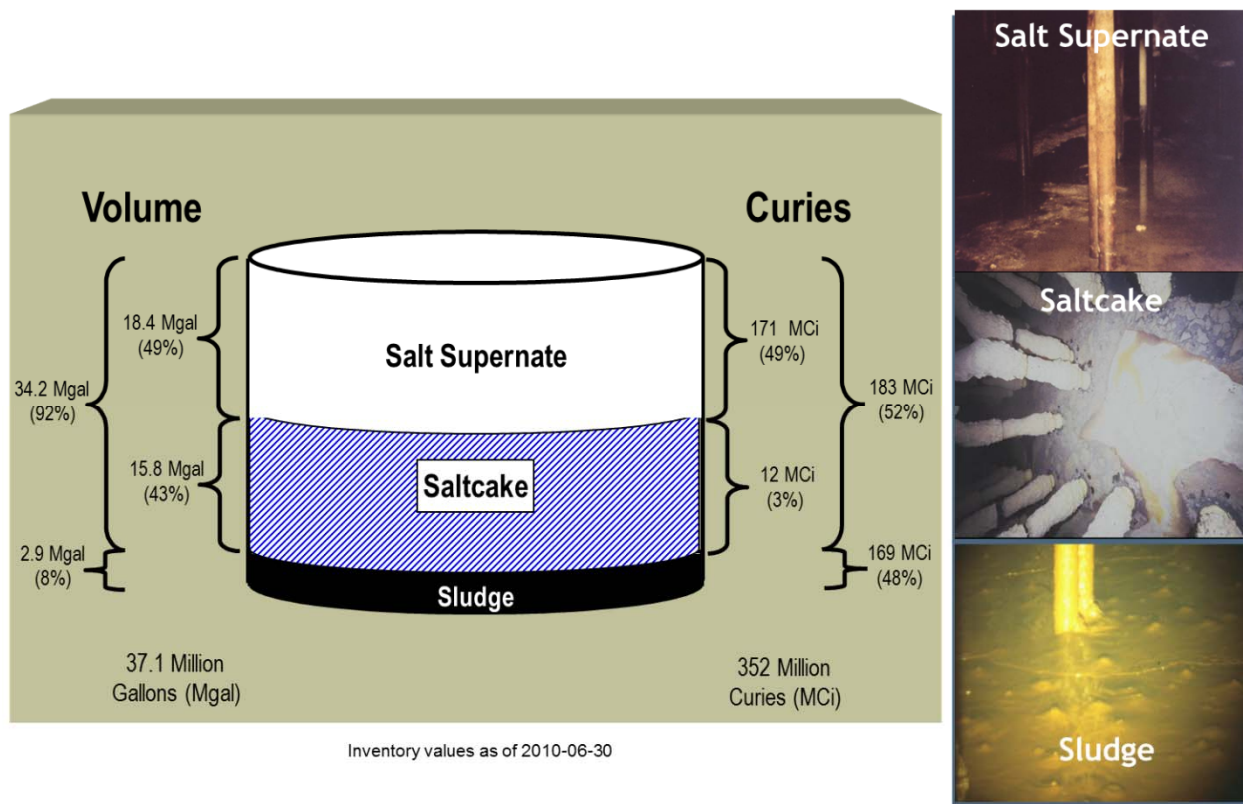 Volume
Curies
18.4 Mgal
(49%)
34.2 Mgal
(92%)
15.8 Mgal
(43%)
2.9 Mgal
(8%)
Salt Supernate
Saltcake
Sludge
171 MCi
(49%)
183 MCi
(52%)
12 MCi
(3%)
169 MCi
(48%)
37.1 Million
Gallons (Mgal)
352 Million
Curies (MCi)
Inventory values as of 2010-06-30
Salt Supernate
Saltcake
Sludge